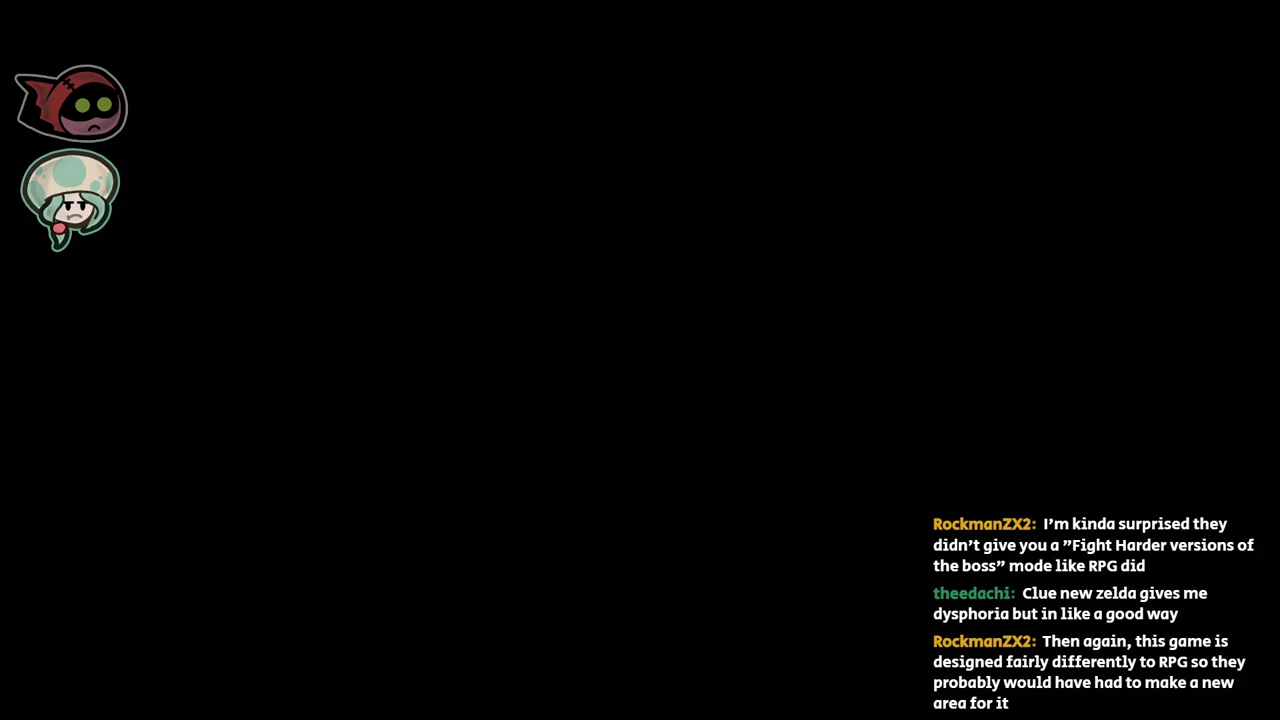 RockmanZX2: I'm kinda surprised they
didn't give you a "Fight Harder versions of
the boss" mode like RPG did
theedachi: Clue new zelda gives me
dysphoria but in like a good way
RockmanZX2: Then again, this game is
designed fairly differently to RPG so they
probably would have had to make a new
area for it